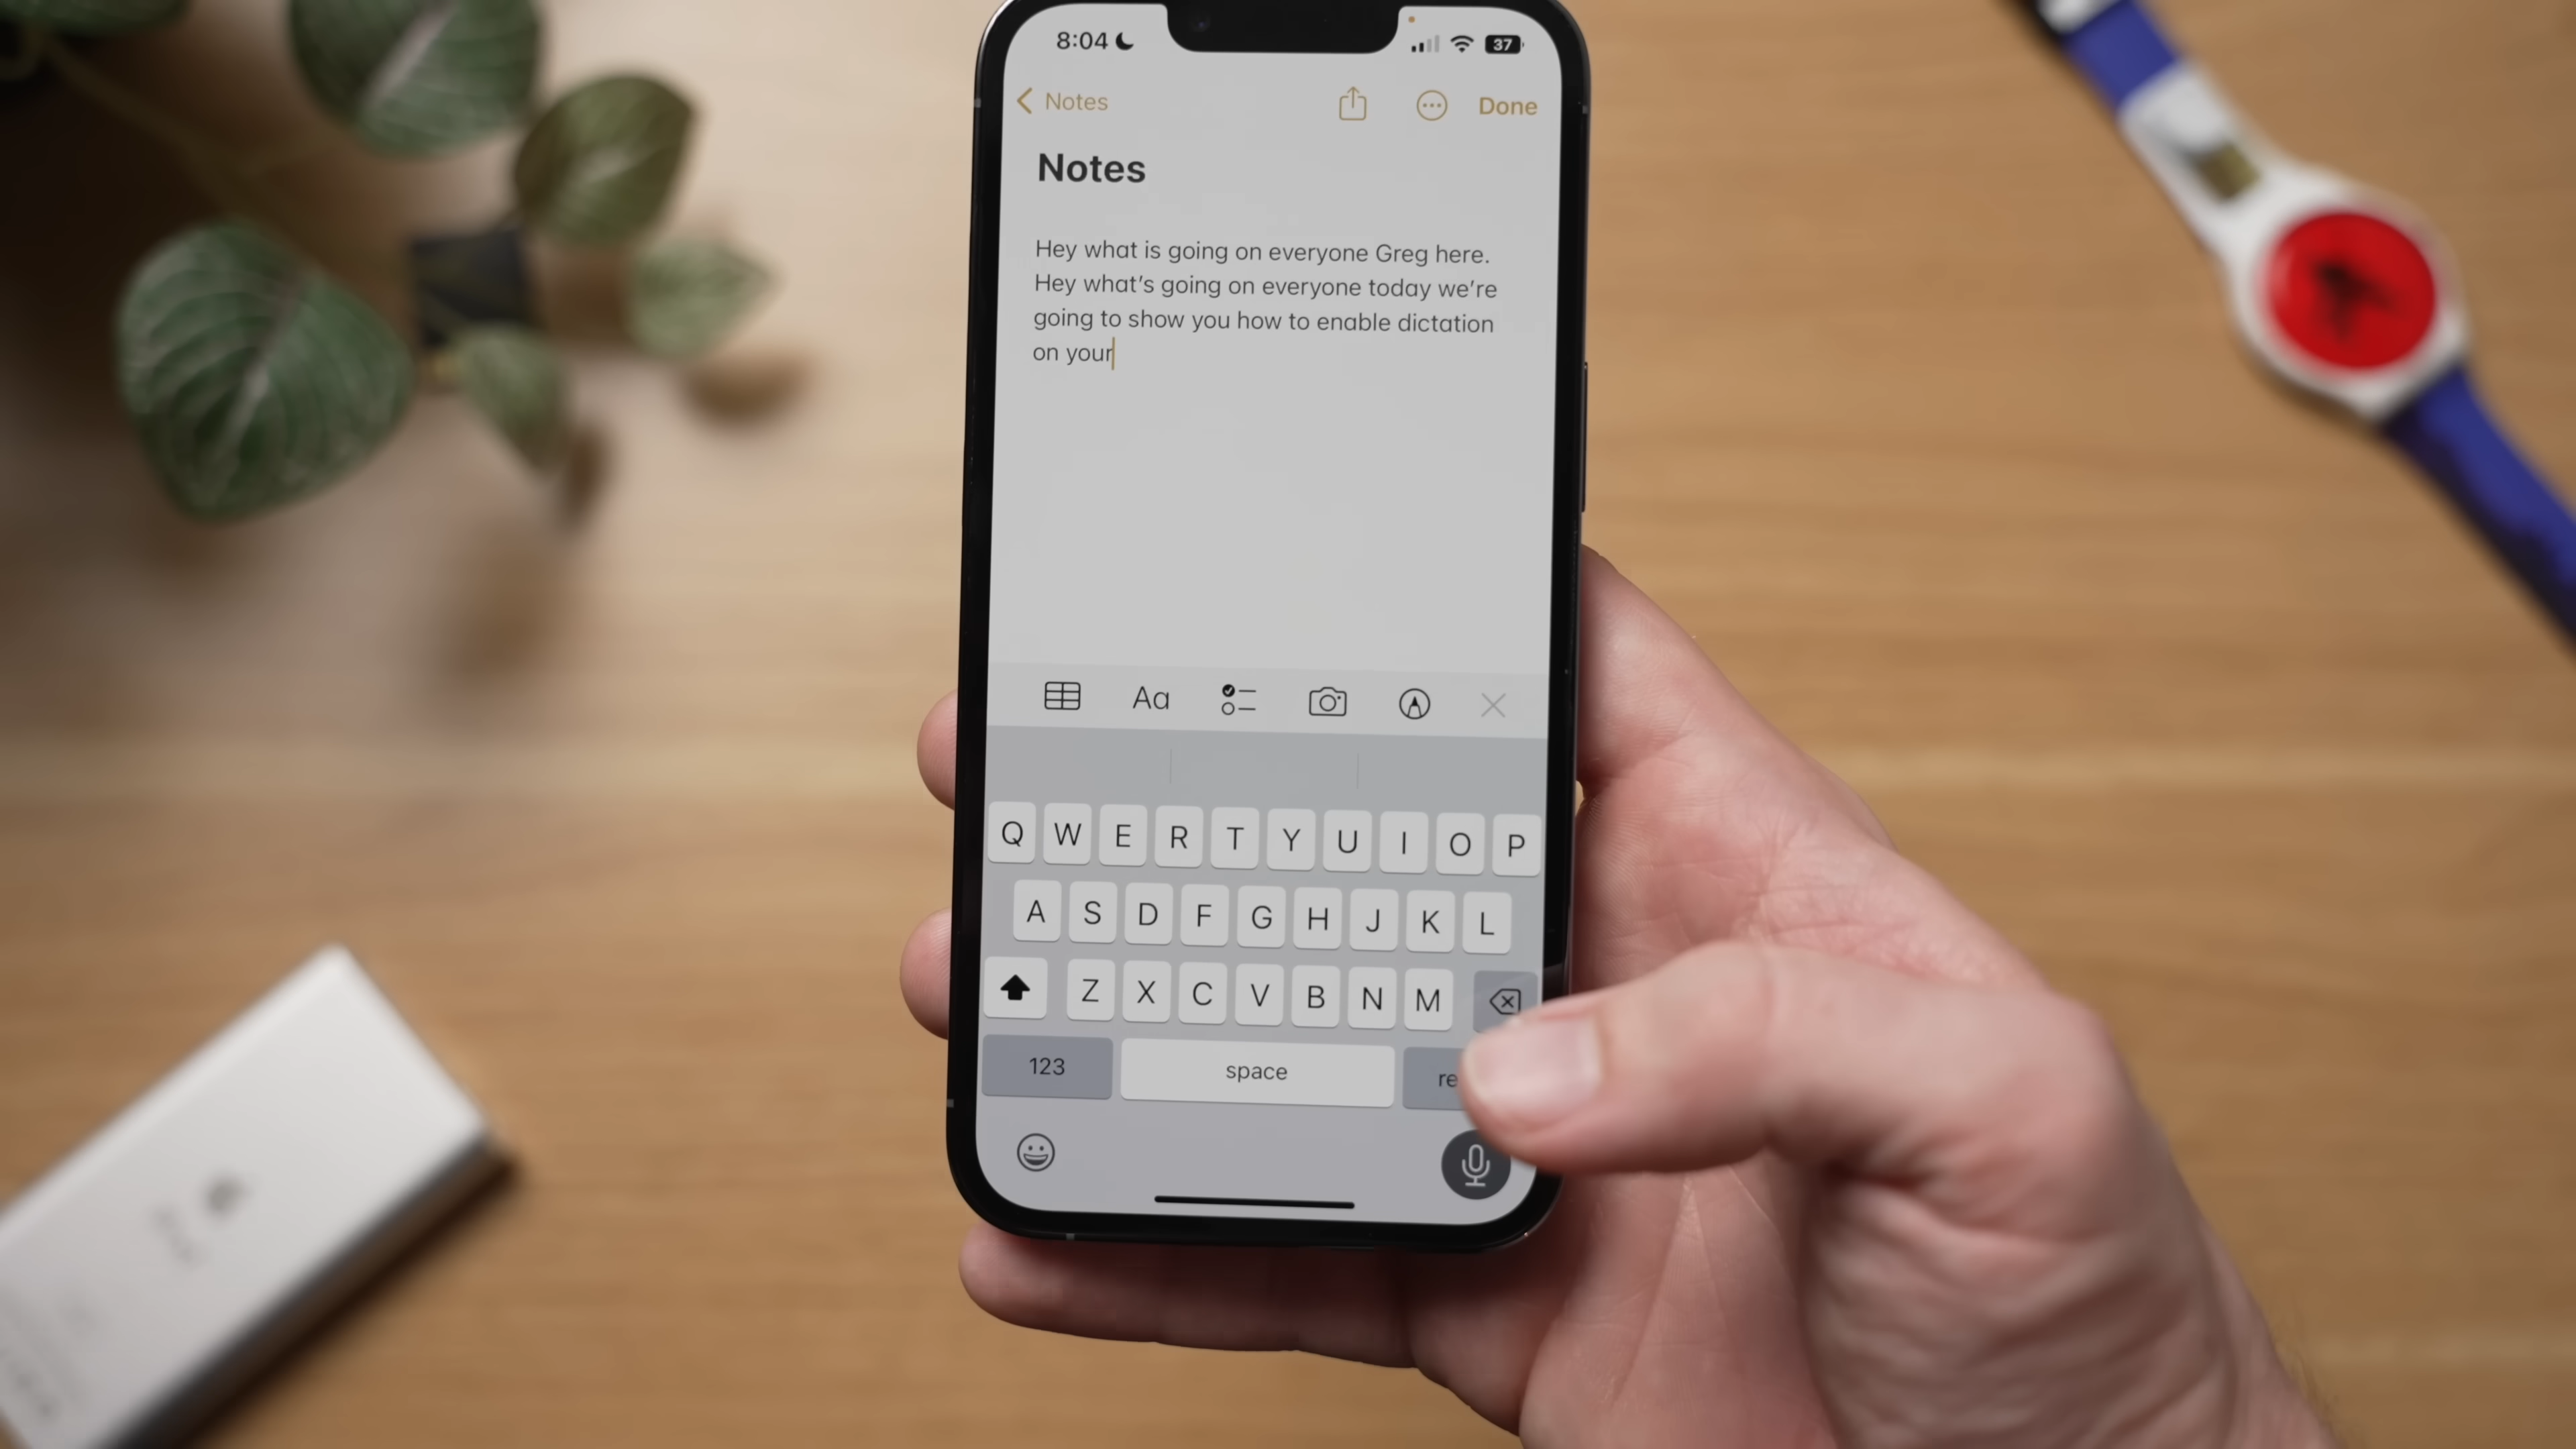 8:04
37
Notes
Done
Notes
Hey what is going on everyone Greg here.
Hey what's going on everyone today we're
going to show you how to enable dictation
on your
Aa
Q W E R T Y U I O P
A S D F G H J K L
Z X C V B N M
123 space re